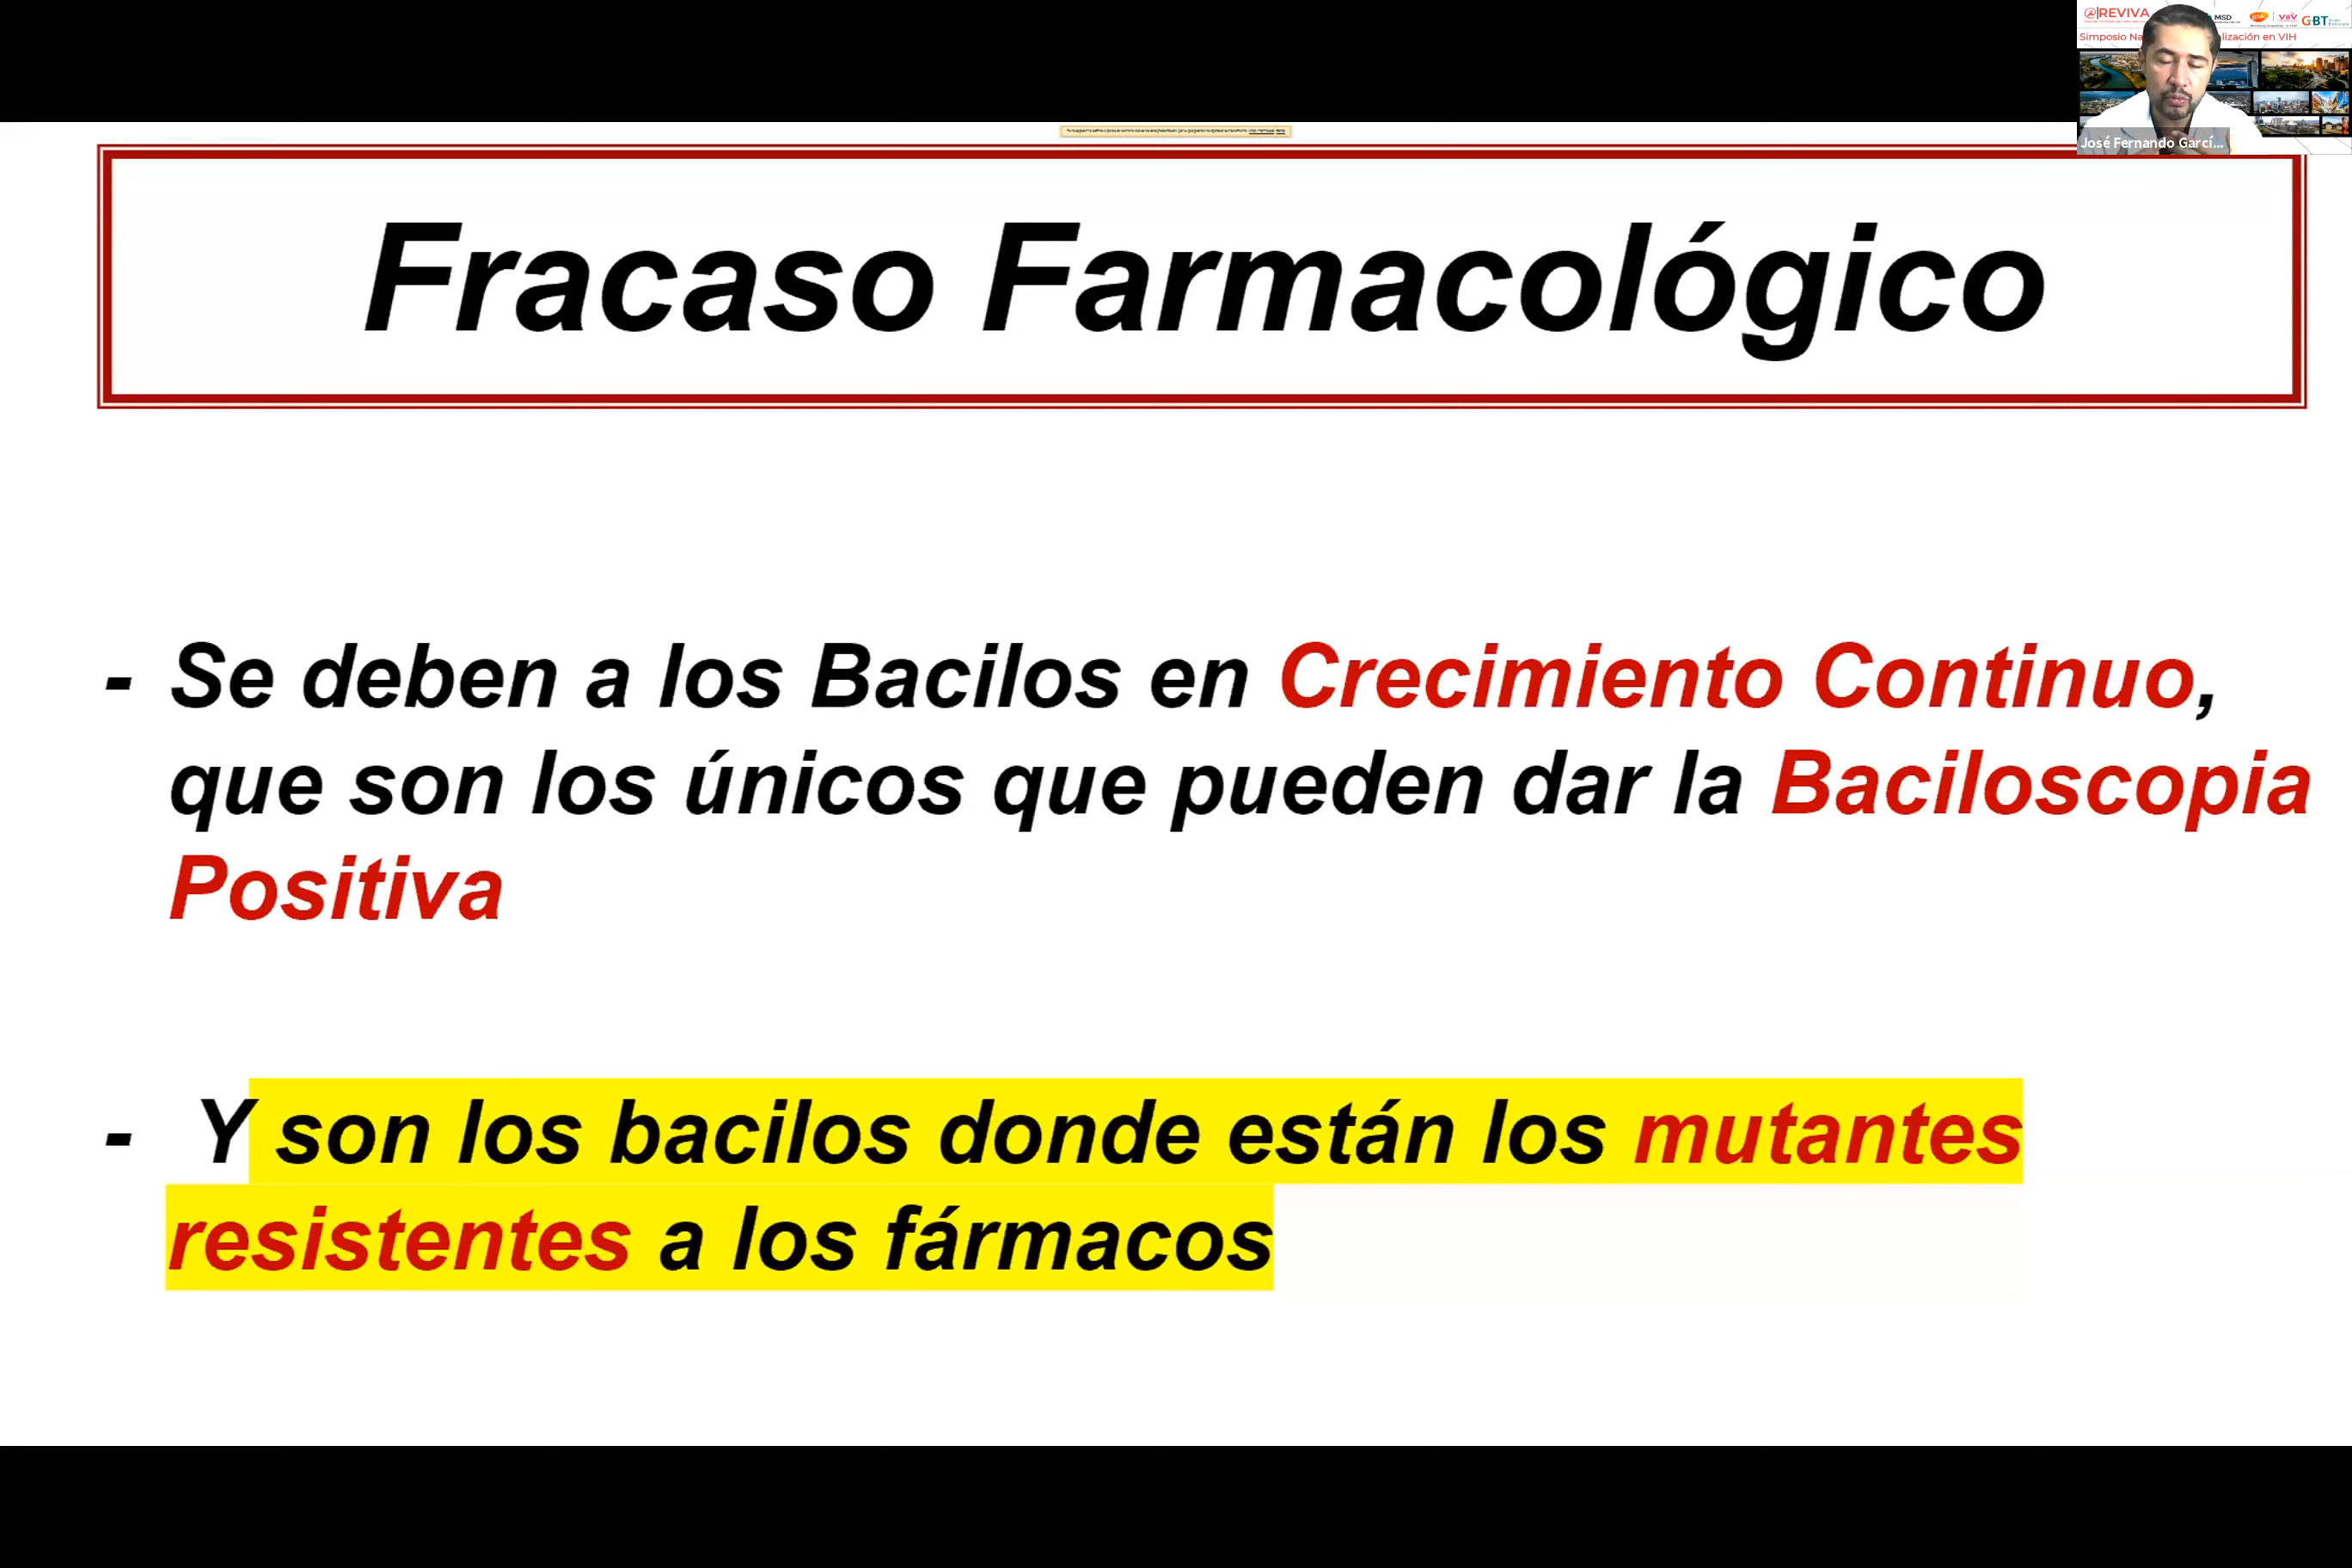 REVIVA
MSD
gsk
ViiV
GBT
Simposio Na
lización en VIH
José Fernando Garcí...
Fracaso Farmacológico
- Se deben a los Bacilos en Crecimiento Continuo,
que son los únicos que pueden dar la Baciloscopia
Positiva
- Y son los bacilos donde están los mutantes
resistentes a los fármacos